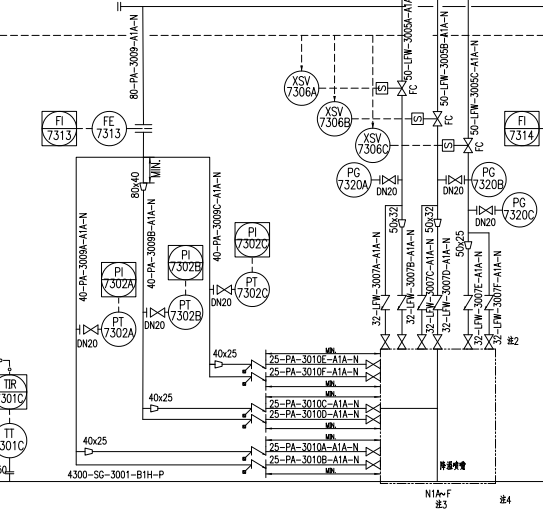 80-PA-3009-A1A-N
50-LFW-3005A-A1A
50-LFW-3005B-A1A-N
50-LFW-3005C-A1A-N
XSV
7306A
S
FC
XSV
7306B
S
FC
XSV
7306C
S
FC
FI
7313
FE
7313
FI
7314
MIN.
80x40
PG
7320A
DN20
PG
7320B
DN20
PG
7320C
DN20
40-PA-3009A-A1A-N
40-PA-3009B-A1A-N
40-PA-3009C-A1A-N
50x32
50x32
50x25
PI
7302A
PT
7302A
DN20
PI
7302B
PT
7302B
DN20
PI
7302C
PT
7302C
DN20
32-LFW-3007A-A1A-N
32-LFW-3007B-A1A-N
32-LFW-3007C-A1A-N
32-LFW-3007D-A1A-N
32-LFW-3007E-A1A-N
32-LFW-3007F-A1A-N
注2
40x25
MIN.
25-PA-3010E-A1A-N
25-PA-3010F-A1A-N
MIN.
40x25
MIN.
25-PA-3010C-A1A-N
25-PA-3010D-A1A-N
MIN.
40x25
MIN.
25-PA-3010A-A1A-N
25-PA-3010B-A1A-N
MIN.
TIR
301C
TT
301C
4300-SG-3001-B1H-P
N1A~F
注3
注4